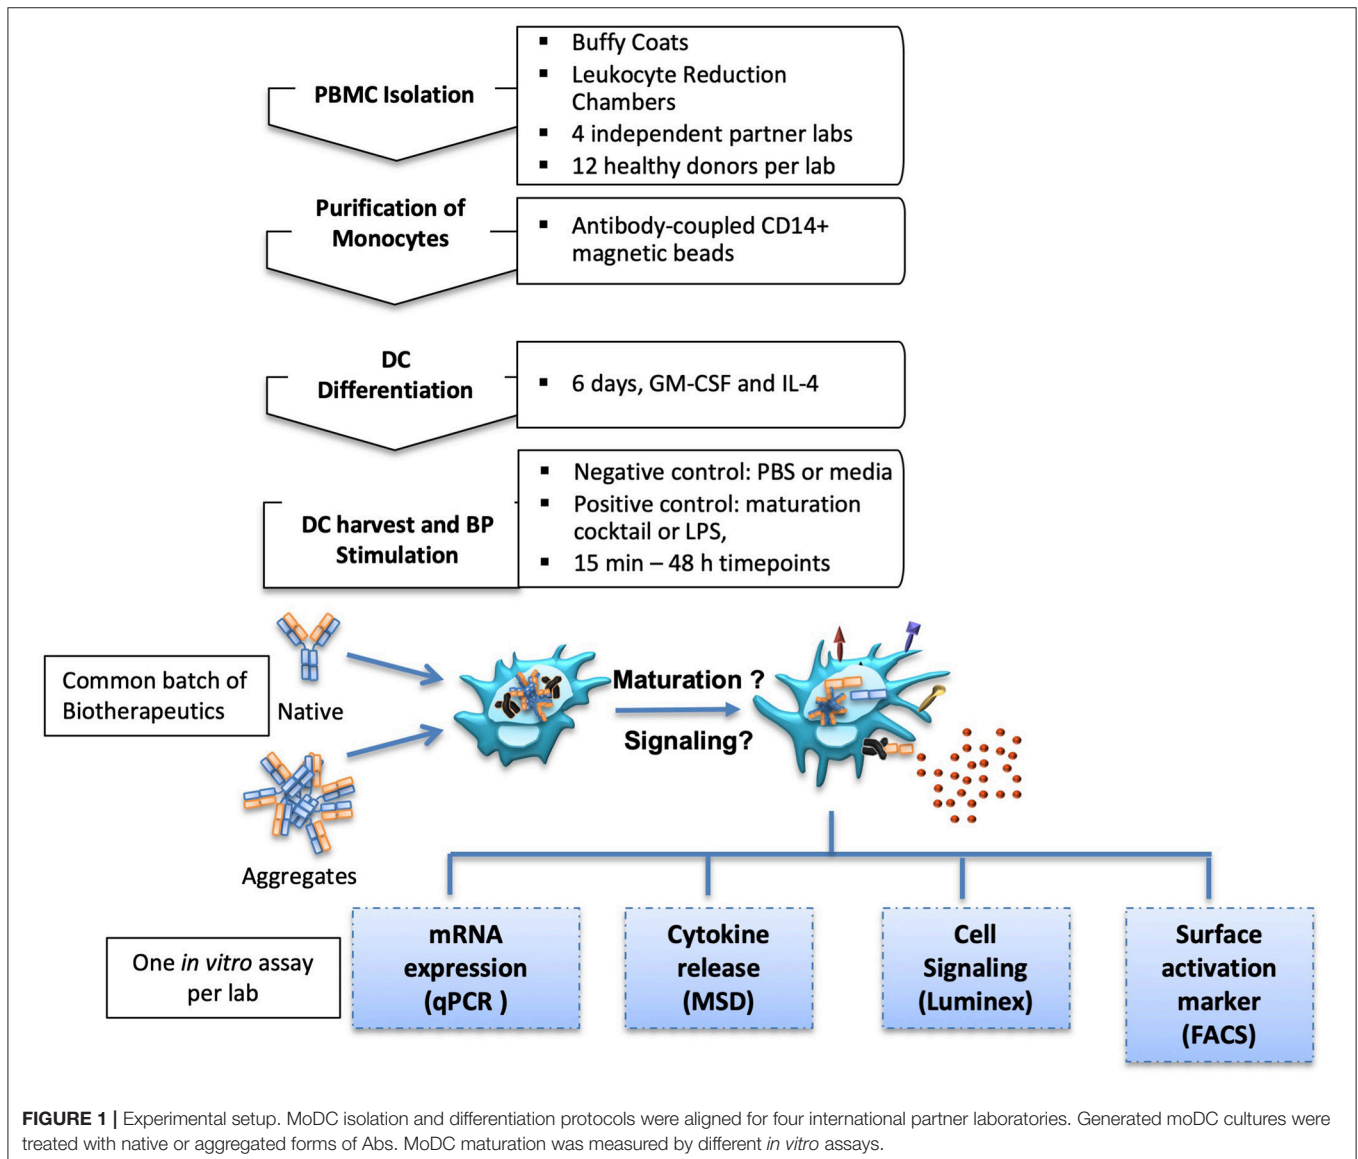 PBMC Isolation
▪ Buffy Coats
▪ Leukocyte Reduction
Chambers
▪ 4 independent partner labs
▪ 12 healthy donors per lab
Purification of
Monocytes
▪ Antibody-coupled CD14+
magnetic beads
DC
Differentiation
▪ 6 days, GM-CSF and IL-4
DC harvest and BP
Stimulation
▪ Negative control: PBS or media
▪ Positive control: maturation
cocktail or LPS,
▪ 15 min – 48 h timepoints
Common batch of
Biotherapeutics
Native
Aggregates
Maturation ?
Signaling?
One in vitro assay
per lab
mRNA
expression
(qPCR )
Cytokine
release
(MSD)
Cell
Signaling
(Luminex)
Surface
activation
marker
(FACS)
FIGURE 1 | Experimental setup. MoDC isolation and differentiation protocols were aligned for four international partner laboratories. Generated moDC cultures were
treated with native or aggregated forms of Abs. MoDC maturation was measured by different in vitro assays.